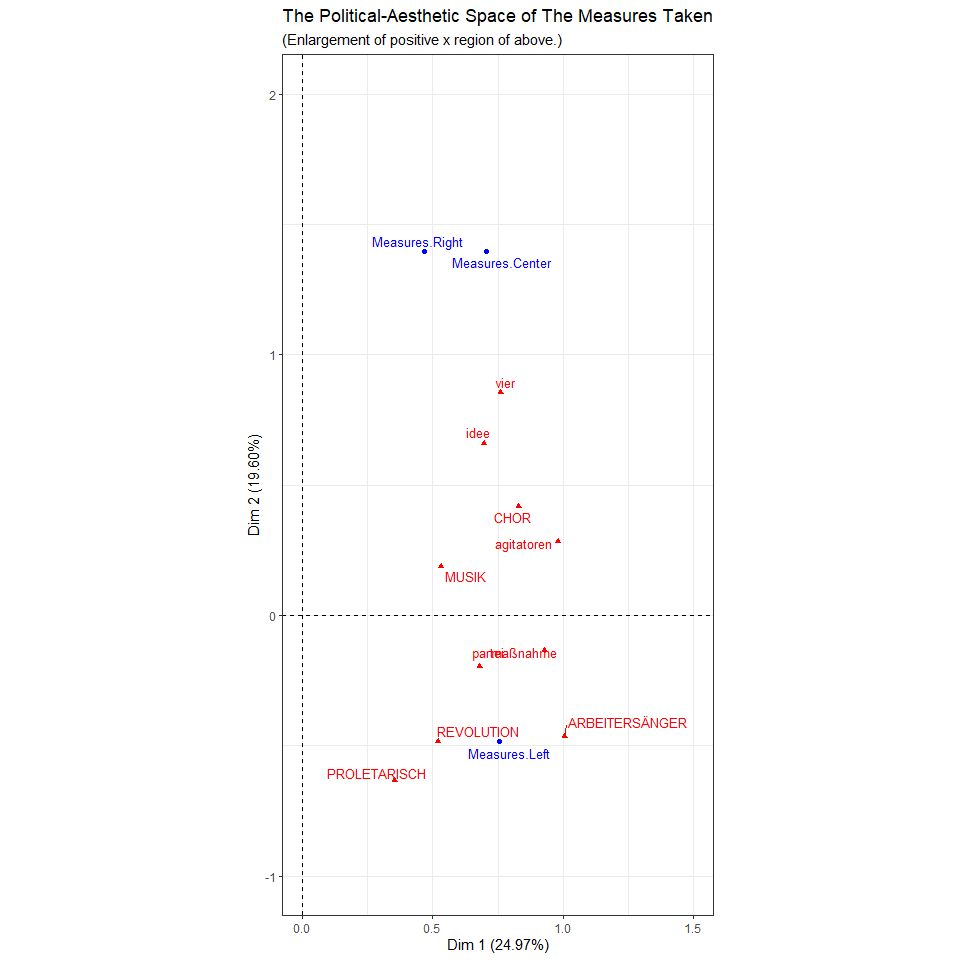 The Political-Aesthetic Space of The Measures Taken
(Enlargement of positive x region of above.)
2
Measures.Right
Measures.Center
1
vier
idee
CHOR
agitatoren
MUSIK
0
partei
maßnahme
ARBEITERSÄNGER
REVOLUTION
Measures.Left
PROLETARISCH
-1
Dim 2 (19.60%)
0.0 0.5 1.0 1.5
Dim 1 (24.97%)